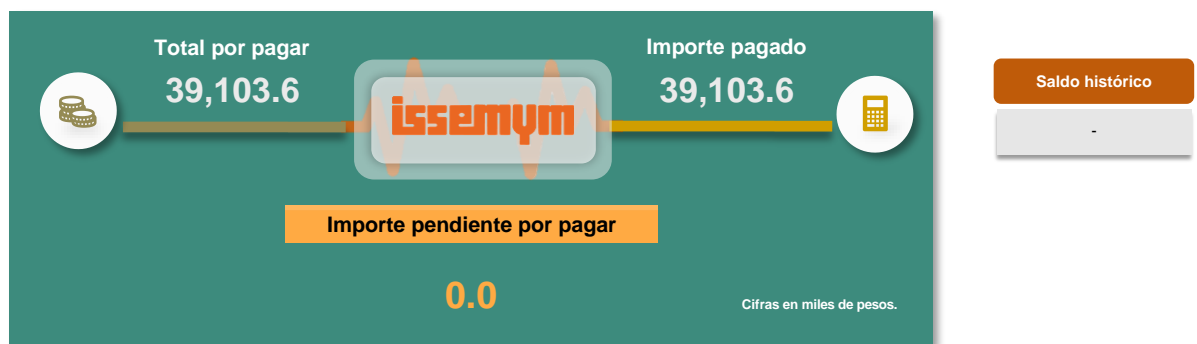 Total por pagar
39,103.6
issemym
Importe pagado
39,103.6
Importe pendiente por pagar
0.0
Cifras en miles de pesos.
Saldo histórico
-